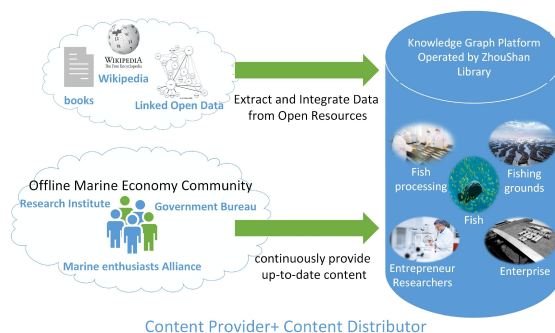 WIKIPEDIA
The Free Encyclopedia
Wikipedia
books
Linked Open Data
Extract and Integrate Data
from Open Resources
Knowledge Graph Platform
Operated by ZhouShan
Library
Offline Marine Economy Community
Research Institute
Government Bureau
Marine enthusiasts Alliance
continuously provide
up-to-date content
Fish
processing
Fishing
grounds
Fish
Entrepreneur
Researchers
Enterprise
Content Provider+ Content Distributor